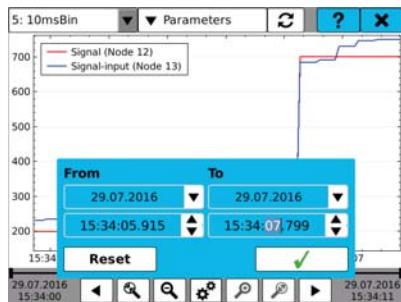 5: 10msBin ▼ ▼ Parameters ? ×
Signal (Node 12)
Signal-input (Node 13)
700
600
500
400
300
200
From To
29.07.2016 29.07.2016
15:34:05.915 15:34:07.799
Reset ✓
15:34 07
29.07.2016 29.07.2016
15:34:00 15:34:11